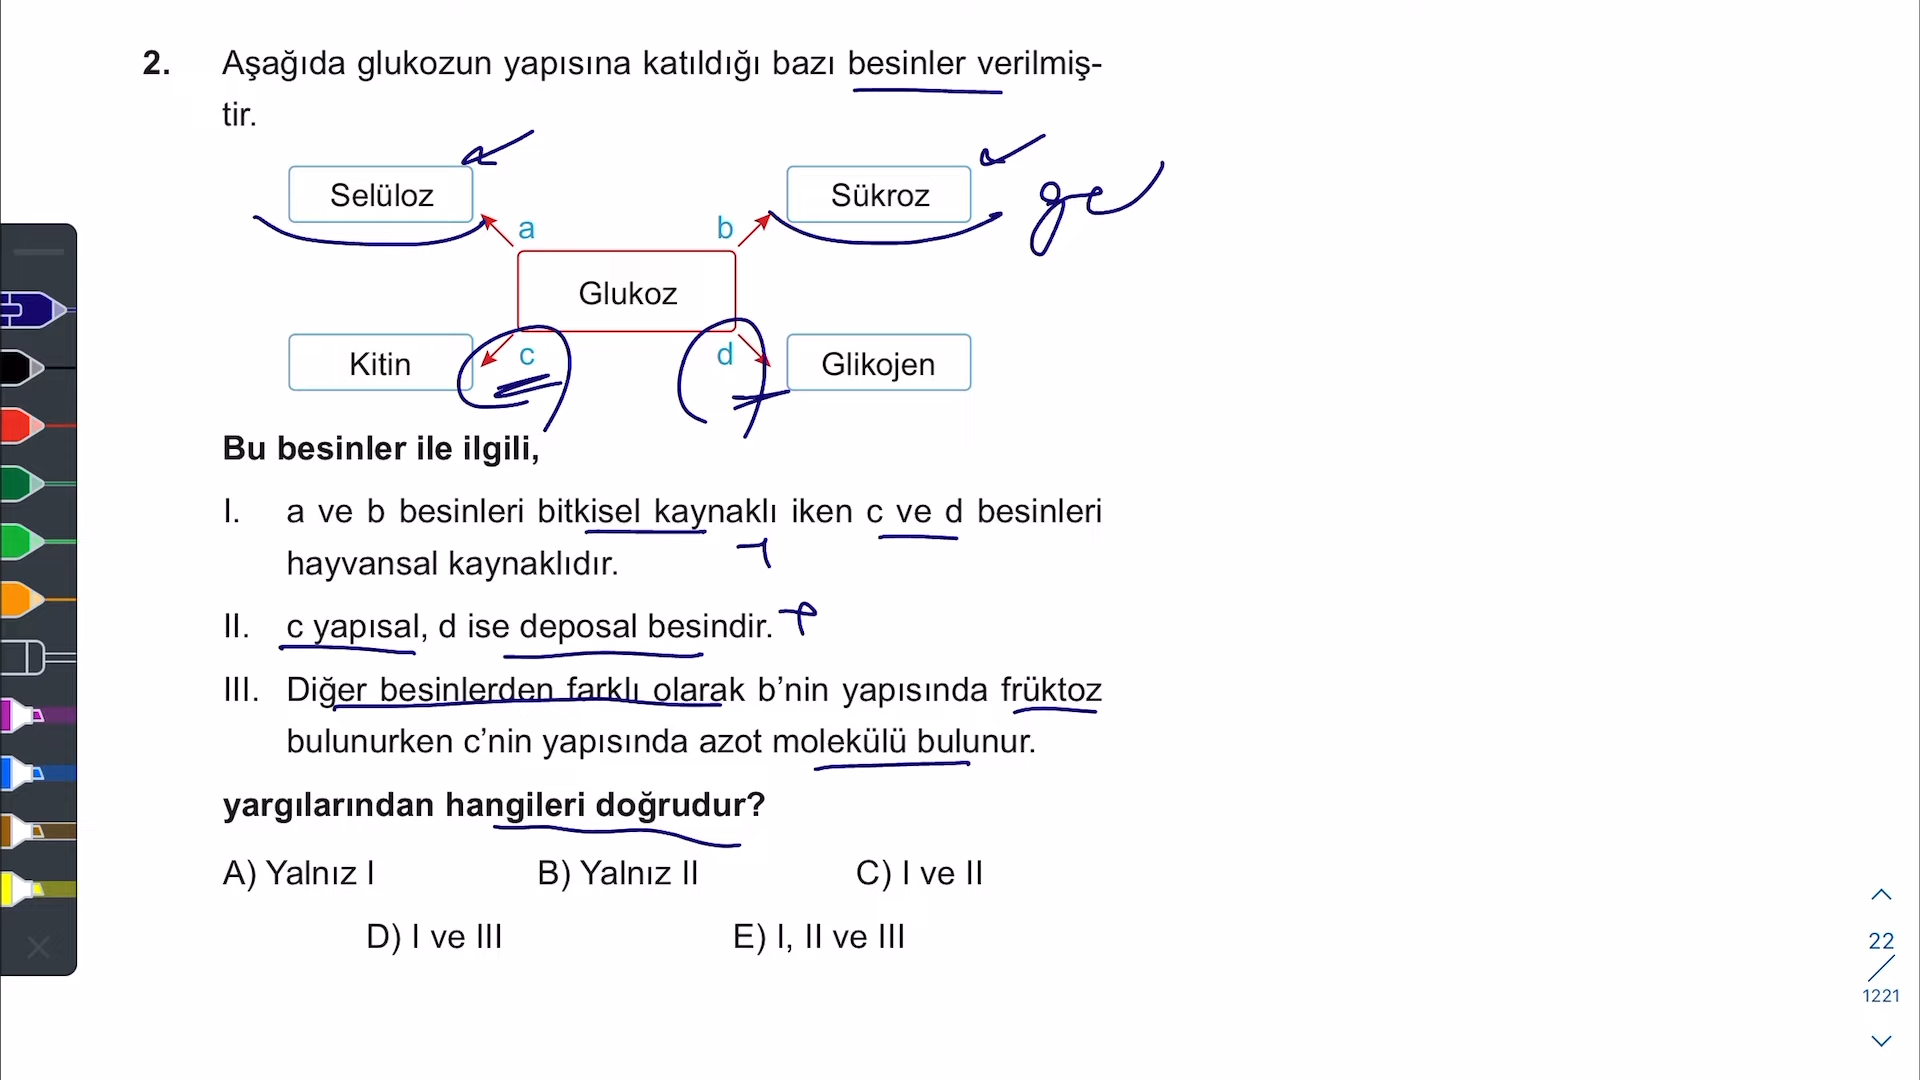 2. Aşağıda glukozun yapısına katıldığı bazı besinler verilmiş-
tir.
Selüloz
Sükroz
a
b
Glukoz
Kitin
c
d
Glikojen
Bu besinler ile ilgili,
I. a ve b besinleri bitkisel kaynaklı iken c ve d besinleri
hayvansal kaynaklıdır.
II. c yapısal, d ise deposal besindir.
III. Diğer besinlerden farklı olarak b’nin yapısında früktoz
bulunurken c’nin yapısında azot molekülü bulunur.
yargılarından hangileri doğrudur?
A) Yalnız I B) Yalnız II C) I ve II
D) I ve III E) I, II ve III
22
1221